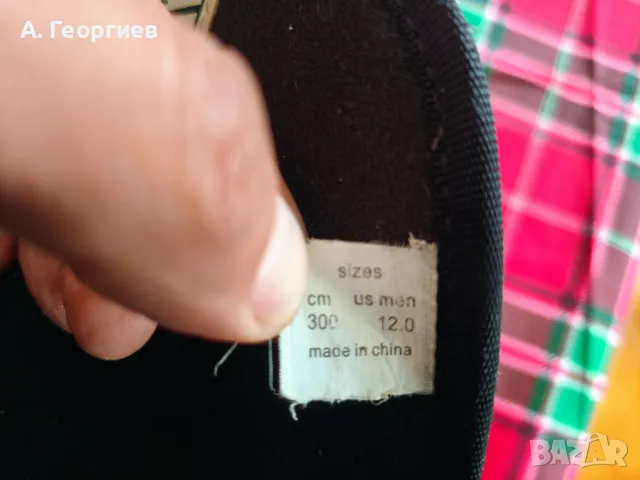 А. Георгиев
sizes
cm us men
300 12.0
made in china
BAZAR